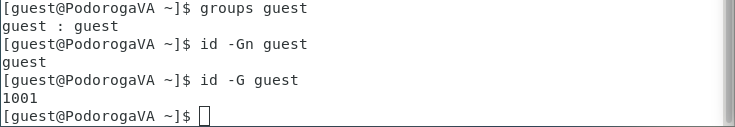 [guest@PodorogaVA ~]$ groups guest
guest : guest
[guest@PodorogaVA ~]$ id -Gn guest
guest
[guest@PodorogaVA ~]$ id -G guest
1001
[guest@PodorogaVA ~]$